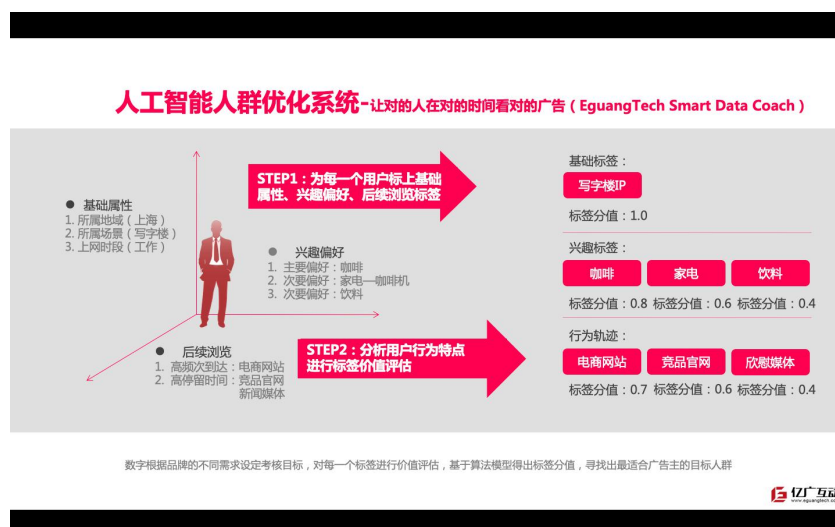 人工智能人群优化系统-让对的人在对的时间看对的广告（EguangTech Smart Data Coach）
STEP1：为每一个用户标上基础
属性、兴趣偏好、后续浏览标签
● 基础属性
1. 所属地域（上海）
2. 所属场景（写字楼）
3. 上网时段（工作）
● 兴趣偏好
1. 主要偏好：咖啡
2. 次要偏好：家电—咖啡机
3. 次要偏好：饮料
● 后续浏览
1. 高频次到达：电商网站
2. 高停留时间：竞品官网
新闻媒体
STEP2：分析用户行为特点
进行标签价值评估
基础标签：
写字楼IP
标签分值：1.0
兴趣标签：
咖啡 家电 饮料
标签分值：0.8 标签分值：0.6 标签分值：0.4
行为轨迹：
电商网站 竞品官网 欣慰媒体
标签分值：0.7 标签分值：0.6 标签分值：0.4
数字根据品牌的不同需求设定考核目标，对每一个标签进行价值评估，基于算法模型得出标签分值，寻找出最适合广告主的目标人群
亿广互动
www.eguangtech.com